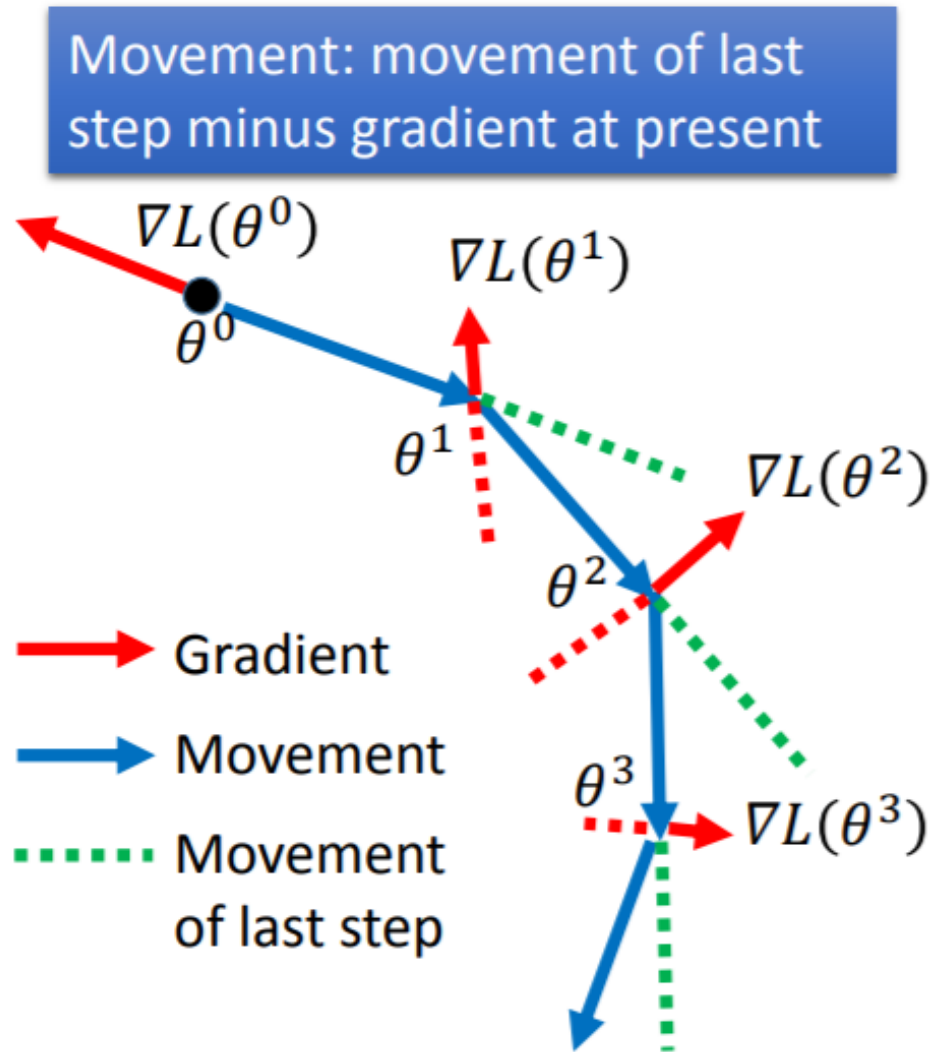 Movement: movement of last
step minus gradient at present
∇L(θ⁰)
∇L(θ¹)
θ⁰
θ¹
∇L(θ²)
θ²
Gradient
Movement
θ³
∇L(θ³)
Movement
of last step